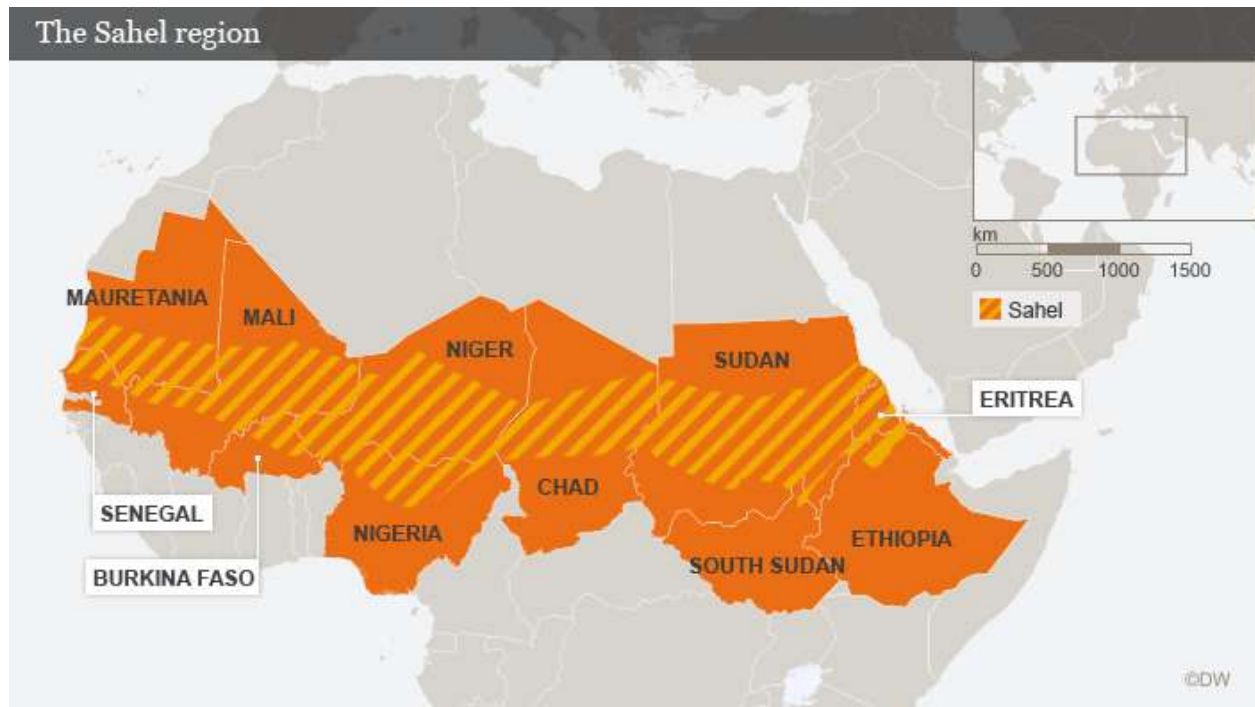 The Sahel region
km
0 500 1000 1500
Sahel
MAURETANIA
MALI
NIGER
SUDAN
ERITREA
CHAD
SENEGAL
NIGERIA
ETHIOPIA
SOUTH SUDAN
BURKINA FASO
©DW